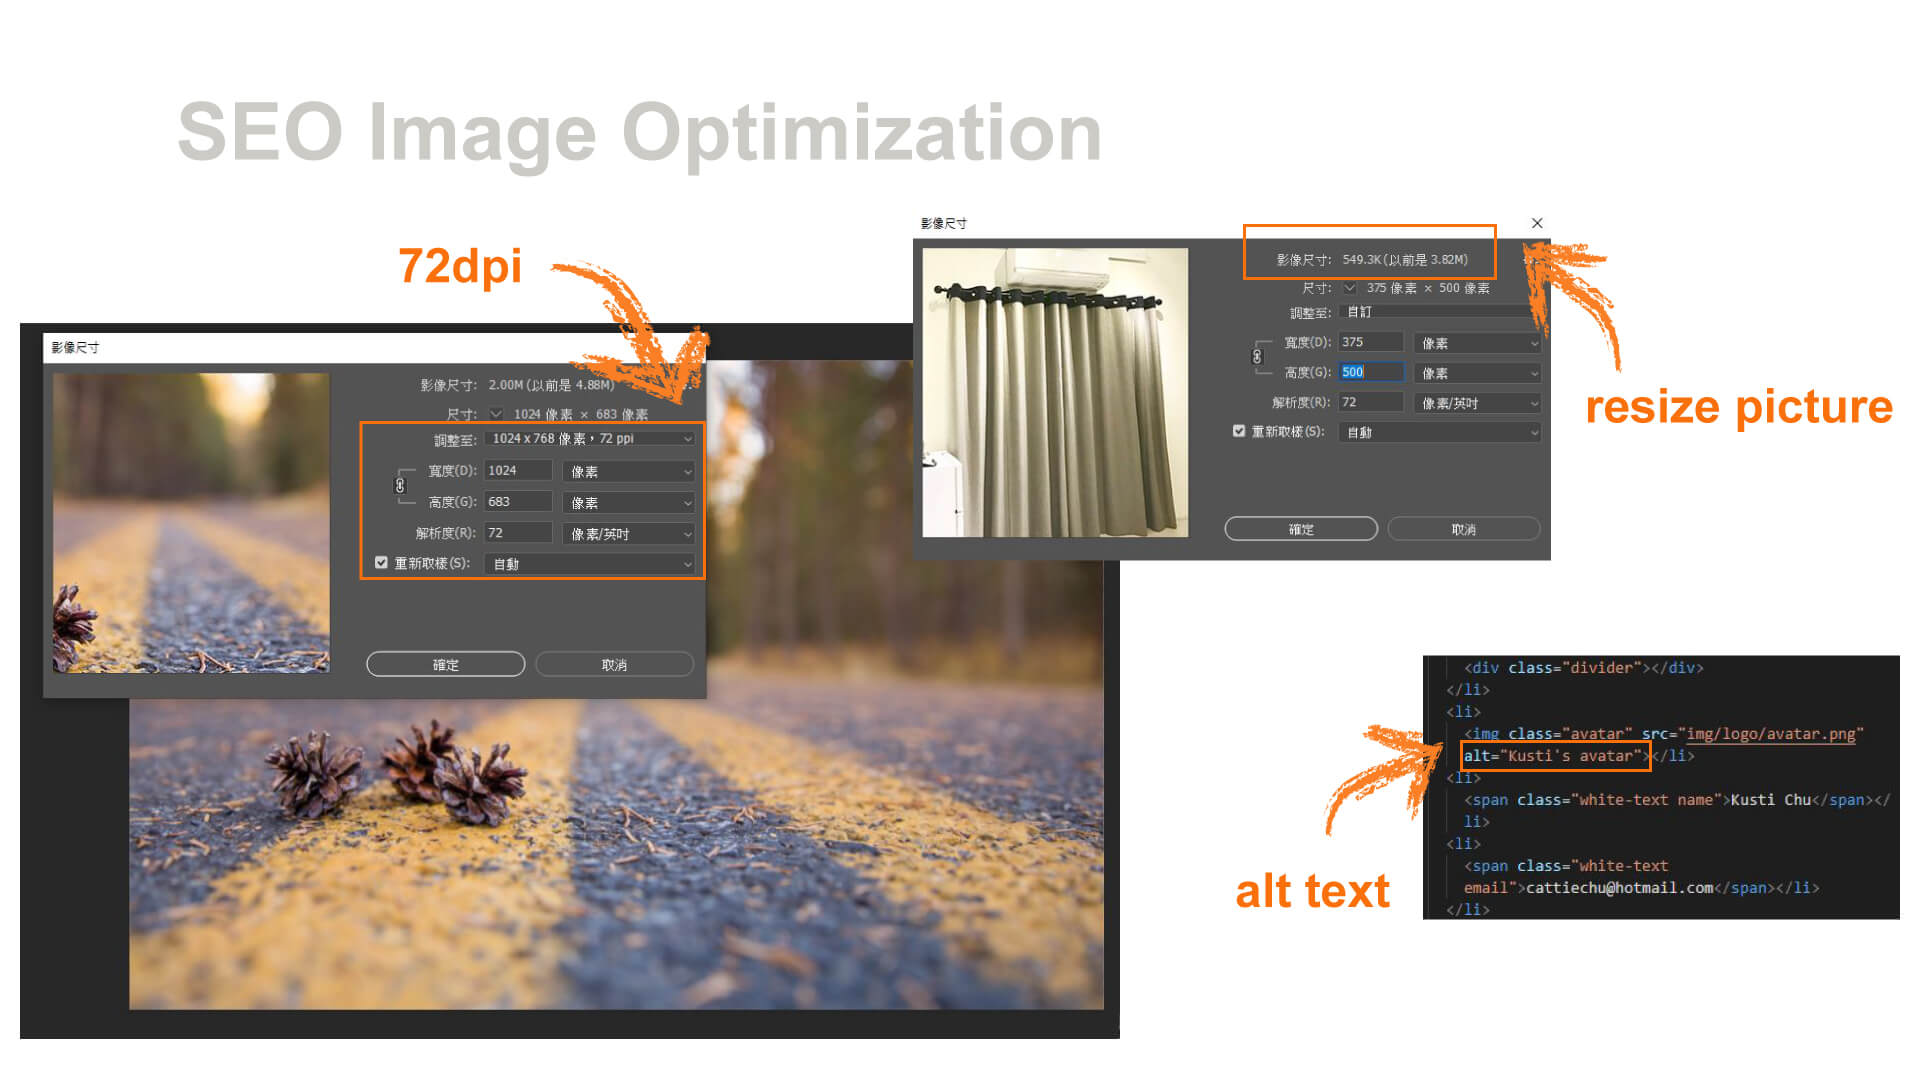 SEO Image Optimization
72dpi
影像尺寸
影像尺寸: 2.00M (以前是 4.88M)
尺寸: 1024 像素 × 683 像素
調整至: 1024 x 768 像素，72 ppi
寬度(D): 1024 像素
高度(G): 683 像素
解析度(R): 72 像素/英吋
重新取樣(S): 自動
確定 取消
影像尺寸
影像尺寸: 549.3K (以前是 3.82M)
尺寸: 375 像素 × 500 像素
調整至: 自訂
寬度(D): 375 像素
高度(G): 500 像素
解析度(R): 72 像素/英吋
重新取樣(S): 自動
確定 取消
resize picture
<div class="divider"></div>
</li>
<li>
<img class="avatar" src="img/logo/avatar.png"
alt="Kusti's avatar"></li>
<li>
<span class="white-text name">Kusti Chu</span></
li>
<li>
<span class="white-text
email">cattiechu@hotmail.com</span></li>
</li>
alt text